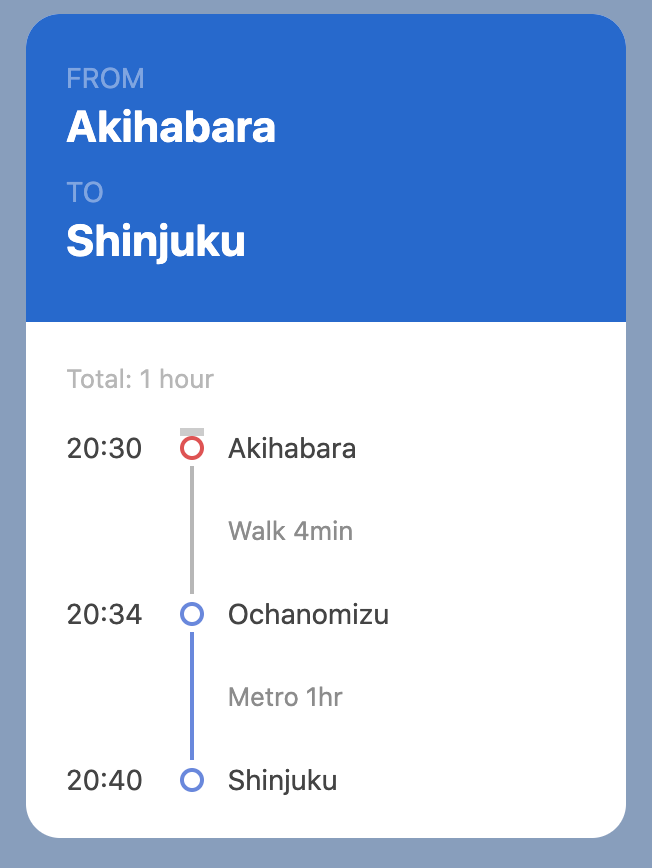 FROM
Akihabara
TO
Shinjuku
Total: 1 hour
20:30 Akihabara
Walk 4min
20:34 Ochanomizu
Metro 1hr
20:40 Shinjuku